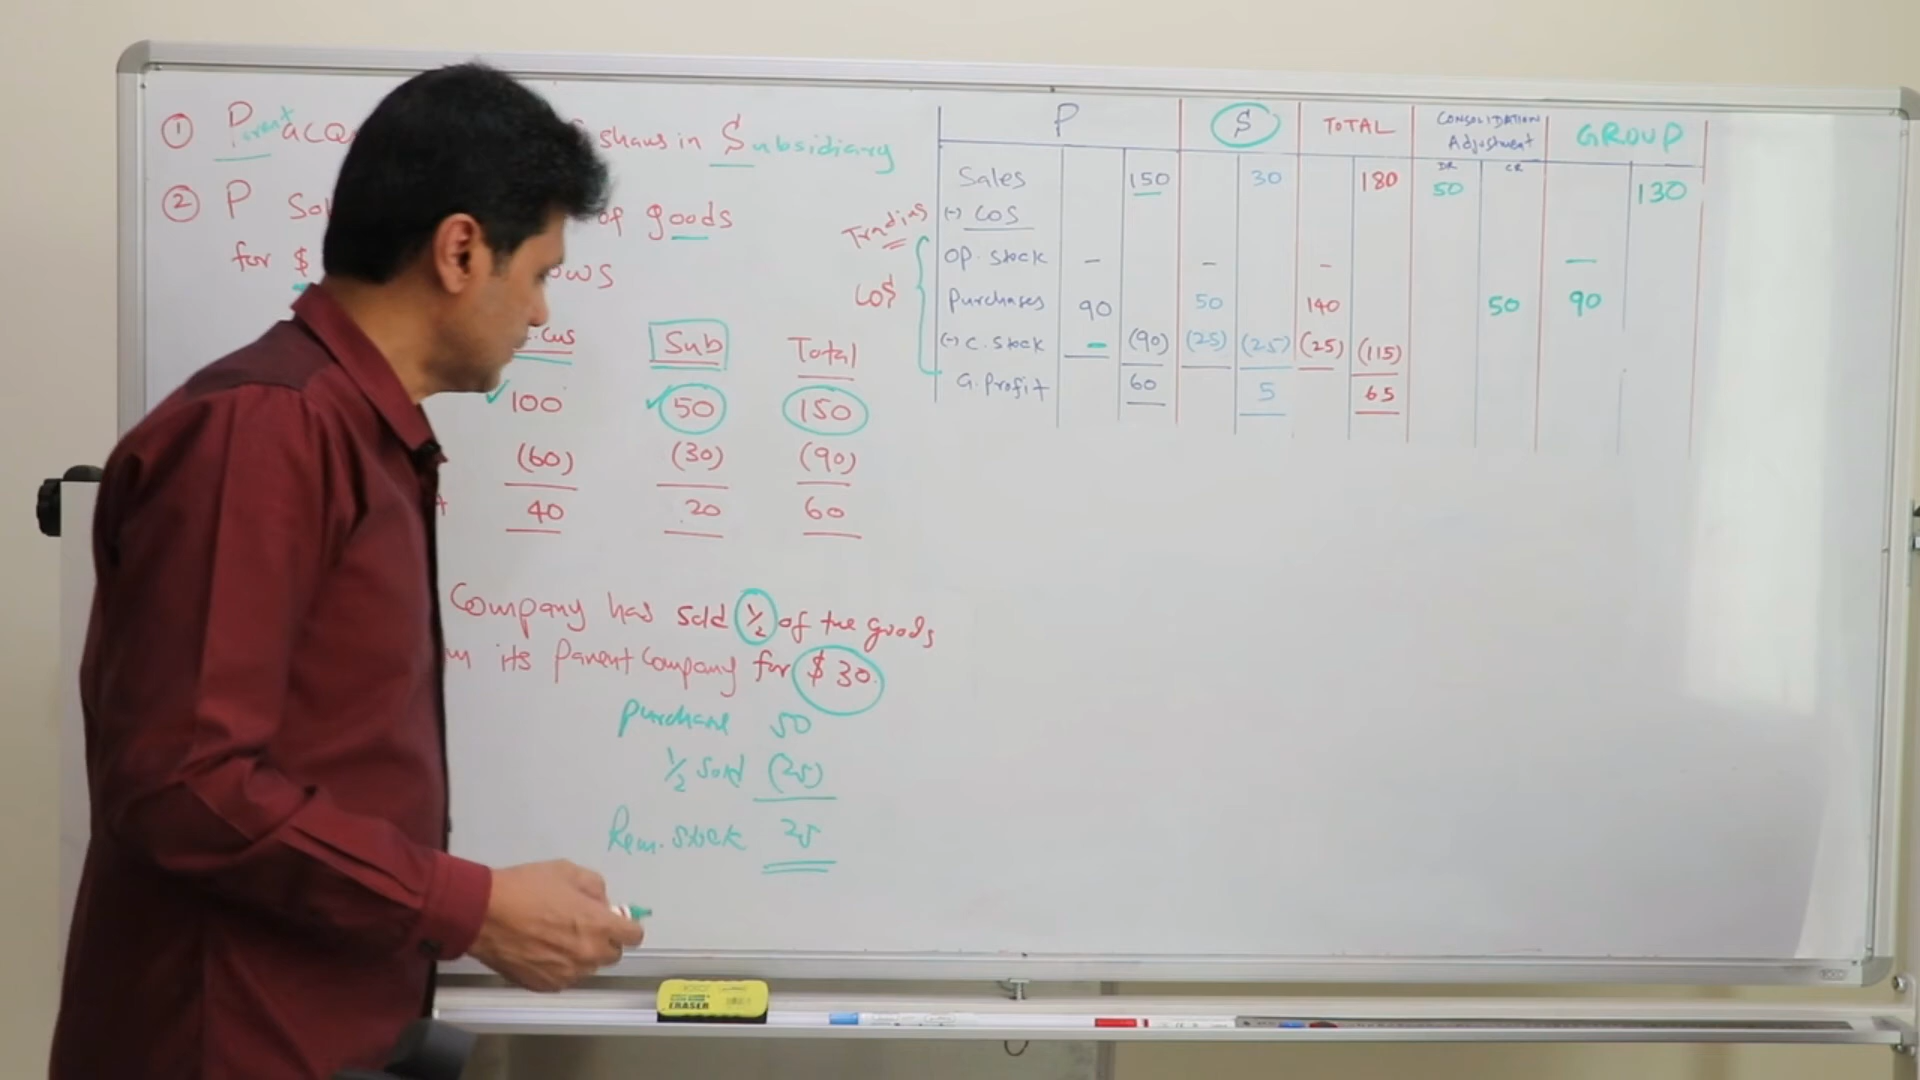 ① Parent acq shares in Subsidiary
② P Sol of goods
for $ ows
.cus Sub Total
100 50 150
(60) (30) (90)
40 20 60
Company has sold ½ of the goods
m its Parent Company for $30.
Purchase 50
½ Sold (25)
Rem. Stock 25
P S TOTAL CONSOLIDATION Adjustment GROUP
DR CR
Sales 150 30 180 50 130
(-) COS
Trading
COS
Op. Stock - - - -
Purchases 90 50 140 50 90
(-) C. Stock - (90) (25) (25) (25) (115)
G. Profit 60 5 65
ERASER